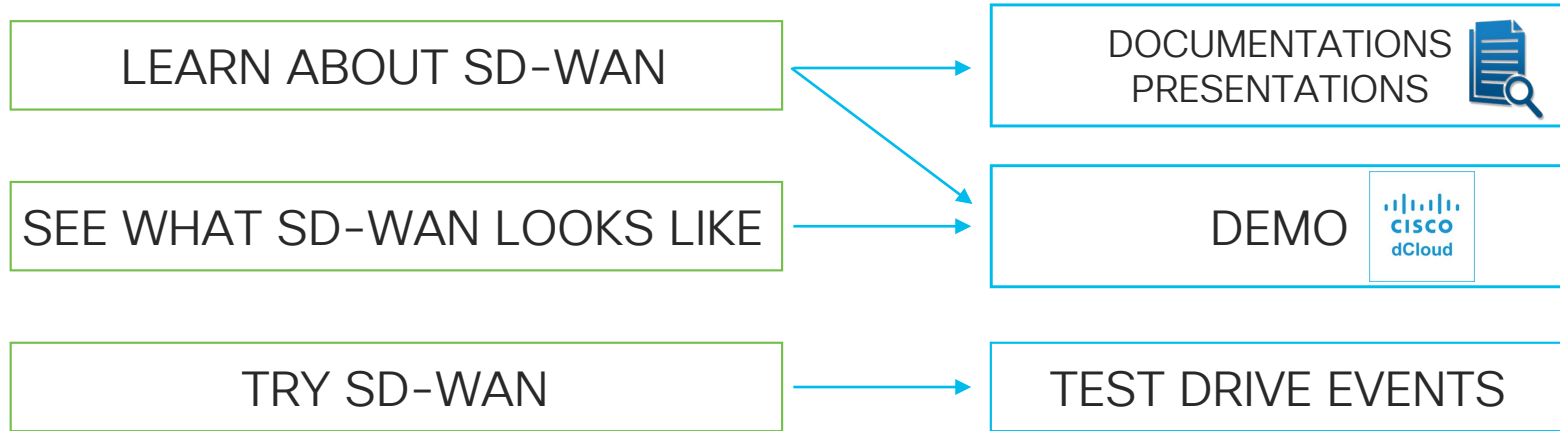 LEARN ABOUT SD-WAN
DOCUMENTATIONS
PRESENTATIONS
SEE WHAT SD-WAN LOOKS LIKE
DEMO
CISCO
dCloud
TRY SD-WAN
TEST DRIVE EVENTS